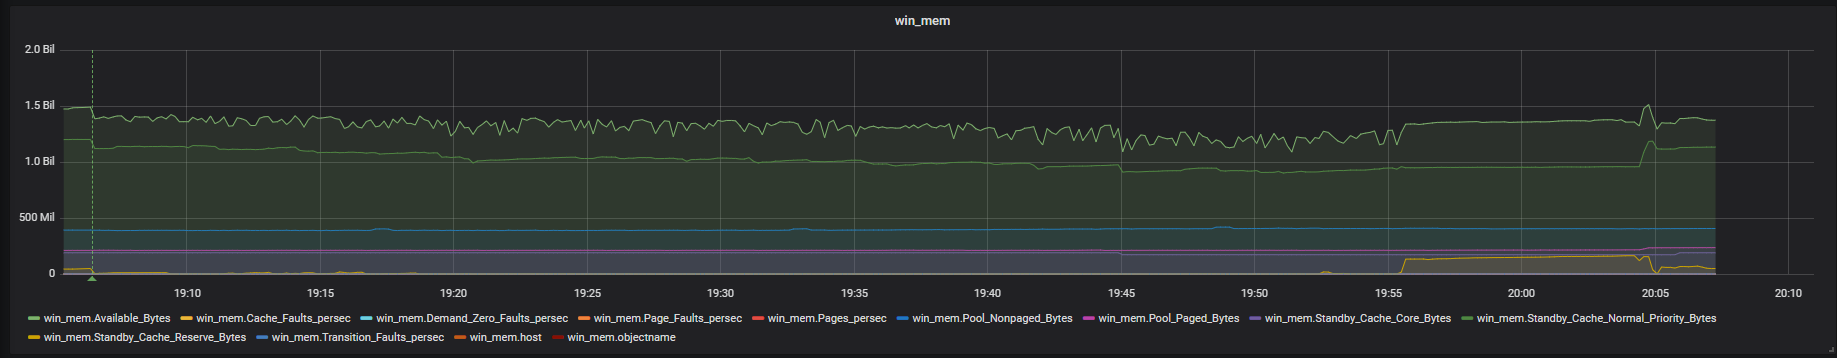 win_mem
2.0 Bil
1.5 Bil
1.0 Bil
500 Mil
0
19:10 19:15 19:20 19:25 19:30 19:35 19:40 19:45 19:50 19:55 20:00 20:05 20:10
win_mem.Available_Bytes win_mem.Cache_Faults_persec win_mem.Demand_Zero_Faults_persec win_mem.Page_Faults_persec win_mem.Pages_persec win_mem.Pool_Nonpaged_Bytes win_mem.Pool_Paged_Bytes win_mem.Standby_Cache_Core_Bytes win_mem.Standby_Cache_Normal_Priority_Bytes
win_mem.Standby_Cache_Reserve_Bytes win_mem.Transition_Faults_persec win_mem.host win_mem.objectname